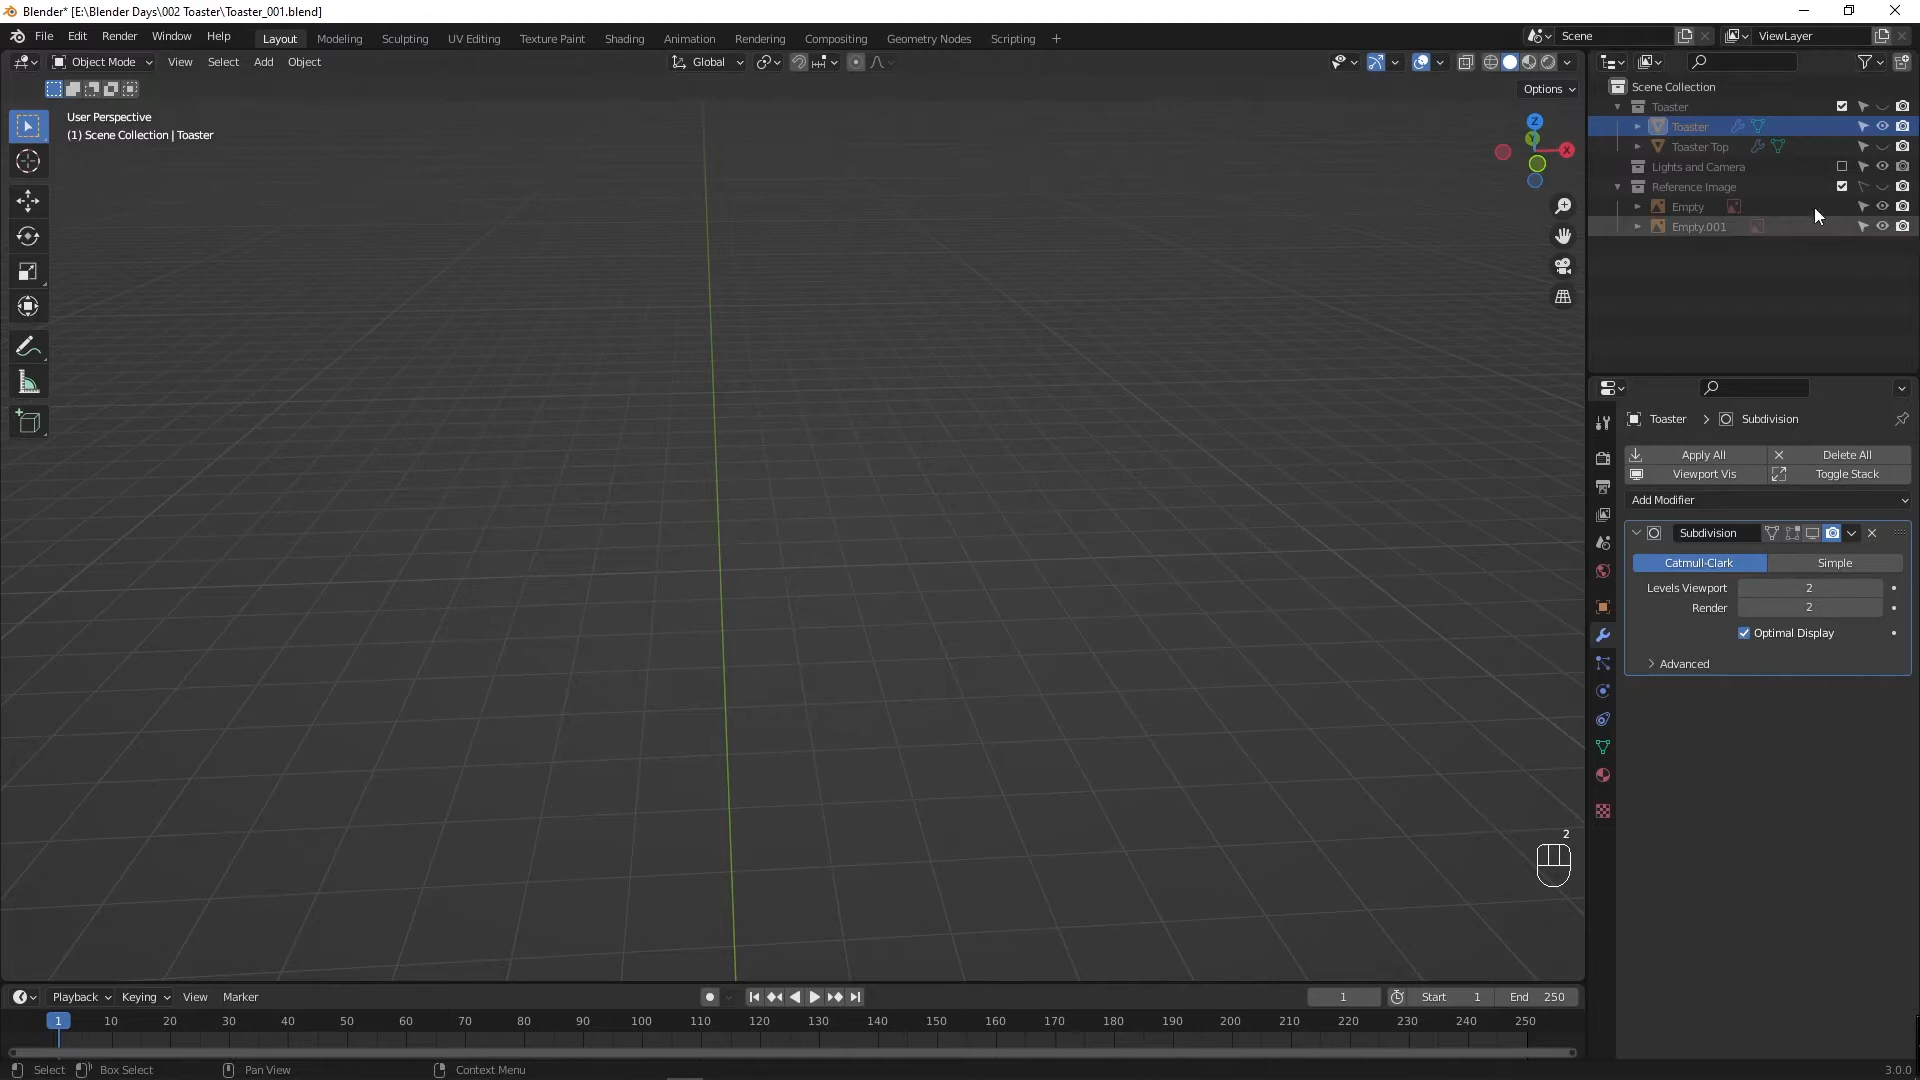 Blender* [E:\Blender Days\002 Toaster\Toaster_001.blend]
File Edit Render Window Help Layout Modeling Sculpting UV Editing Texture Paint Shading Animation Rendering Compositing Geometry Nodes Scripting + Scene ViewLayer
Object Mode View Select Add Object Global
Options
User Perspective
(1) Scene Collection | Toaster
Z
Y
X
Scene Collection
Toaster
Toaster
Toaster Top
Lights and Camera
Reference Image
Empty
Empty.001
Toaster > Subdivision
Apply All Delete All
Viewport Vis Toggle Stack
Add Modifier
Subdivision
Catmull-Clark Simple
Levels Viewport 2
Render 2
Optimal Display
Advanced
2
Playback Keying View Marker 1 Start 1 End 250
1 10 20 30 40 50 60 70 80 90 100 110 120 130 140 150 160 170 180 190 200 210 220 230 240 250
Select Box Select Pan View Context Menu 3.0.0